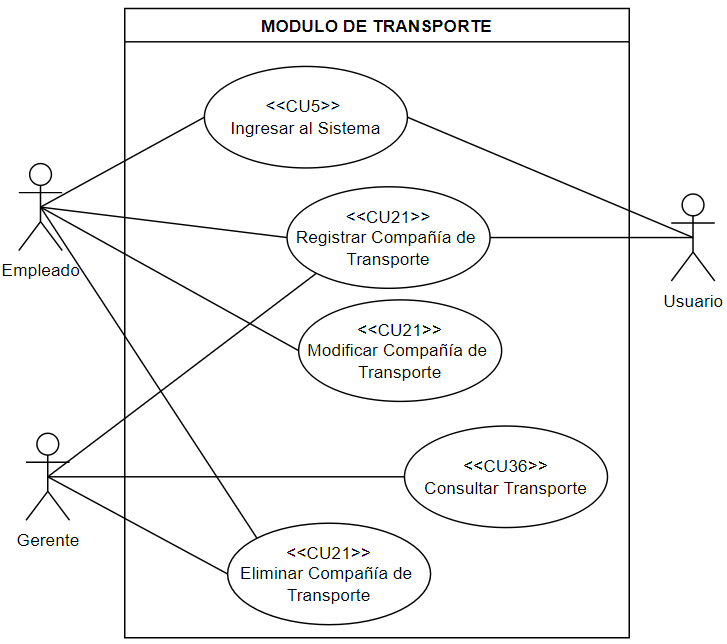 MODULO DE TRANSPORTE
<<CU5>>
Ingresar al Sistema
Empleado
<<CU21>>
Registrar Compañía de
Transporte
Usuario
<<CU21>>
Modificar Compañía de
Transporte
<<CU36>>
Consultar Transporte
Gerente
<<CU21>>
Eliminar Compañía de
Transporte